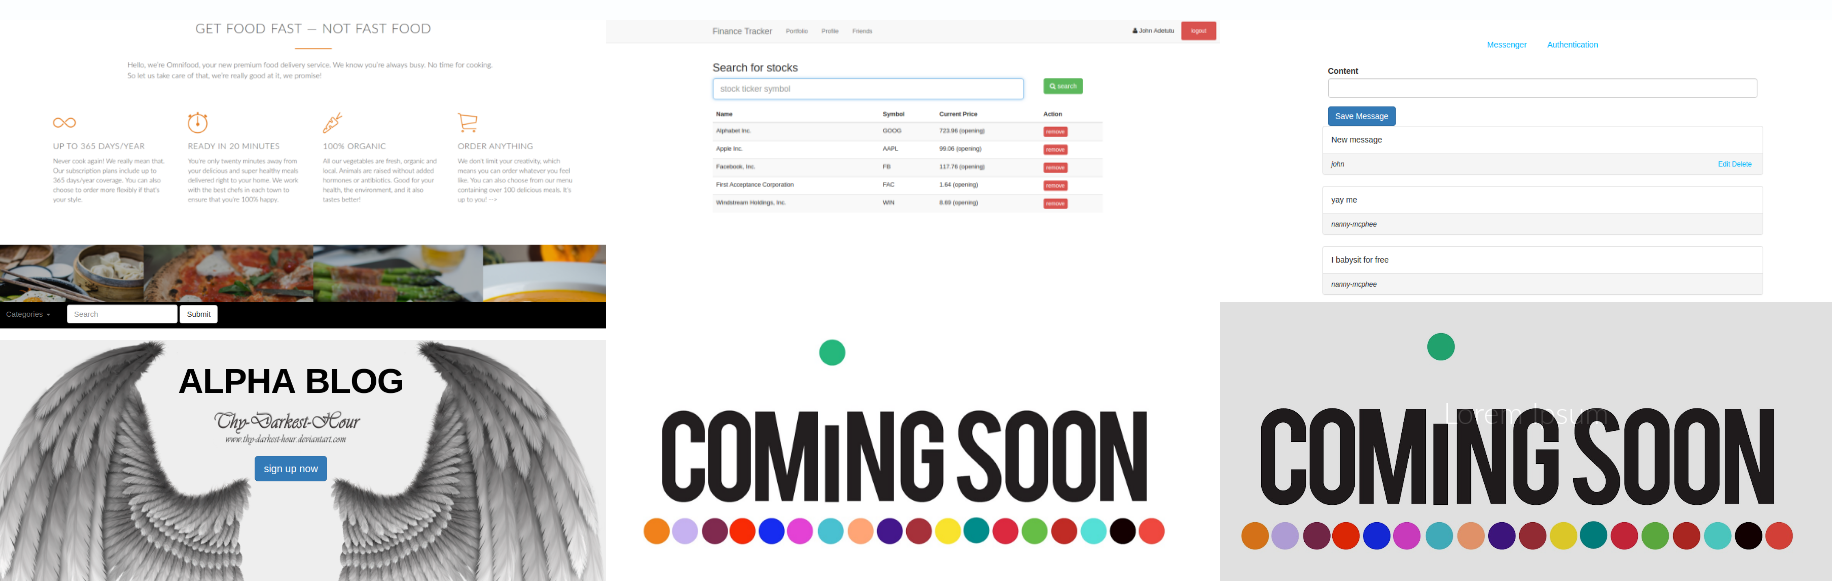 GET FOOD FAST — NOT FAST FOOD
Hello, we're Omnifood, your new premium food delivery service. We know you're always busy. No time for cooking.
So let us take care of that, we're really good at it, we promise!
UP TO 365 DAYS/YEAR
Never cook again! We really mean that.
Our subscription plans include up to
365 days/year coverage. You can also
choose to order more flexibly if that's
your style.
READY IN 20 MINUTES
You're only twenty minutes away from
your delicious and super healthy meals
delivered right to your home. We work
with the best chefs in each town to
ensure that you're 100% happy.
100% ORGANIC
All our vegetables are fresh, organic and
local. Animals are raised without added
hormones or antibiotics. Good for your
health, the environment, and it also
tastes better!
ORDER ANYTHING
We don't limit your creativity, which
means you can order whatever you feel
like. You can also choose from our menu
containing over 100 delicious meals. It's
up to you! -->
Finance Tracker Portfolio Profile Friends John Adetutu logout
Search for stocks
stock ticker symbol search
Name Symbol Current Price Action
Alphabet Inc. GOOG 723.96 (opening) remove
Apple Inc. AAPL 99.06 (opening) remove
Facebook, Inc. FB 117.76 (opening) remove
First Acceptance Corporation FAC 1.64 (opening) remove
Windstream Holdings, Inc. WIN 8.69 (opening) remove
Messenger Authentication
Content
Save Message
New message
john Edit Delete
yay me
nanny-mcphee
I babysit for free
nanny-mcphee
Categories Search Submit
ALPHA BLOG
Thy-Darkest-Hour
www.thy-darkest-hour.deviantart.com
sign up now
COMiNG SOON
Lorem Ipsum
COMiNG SOON